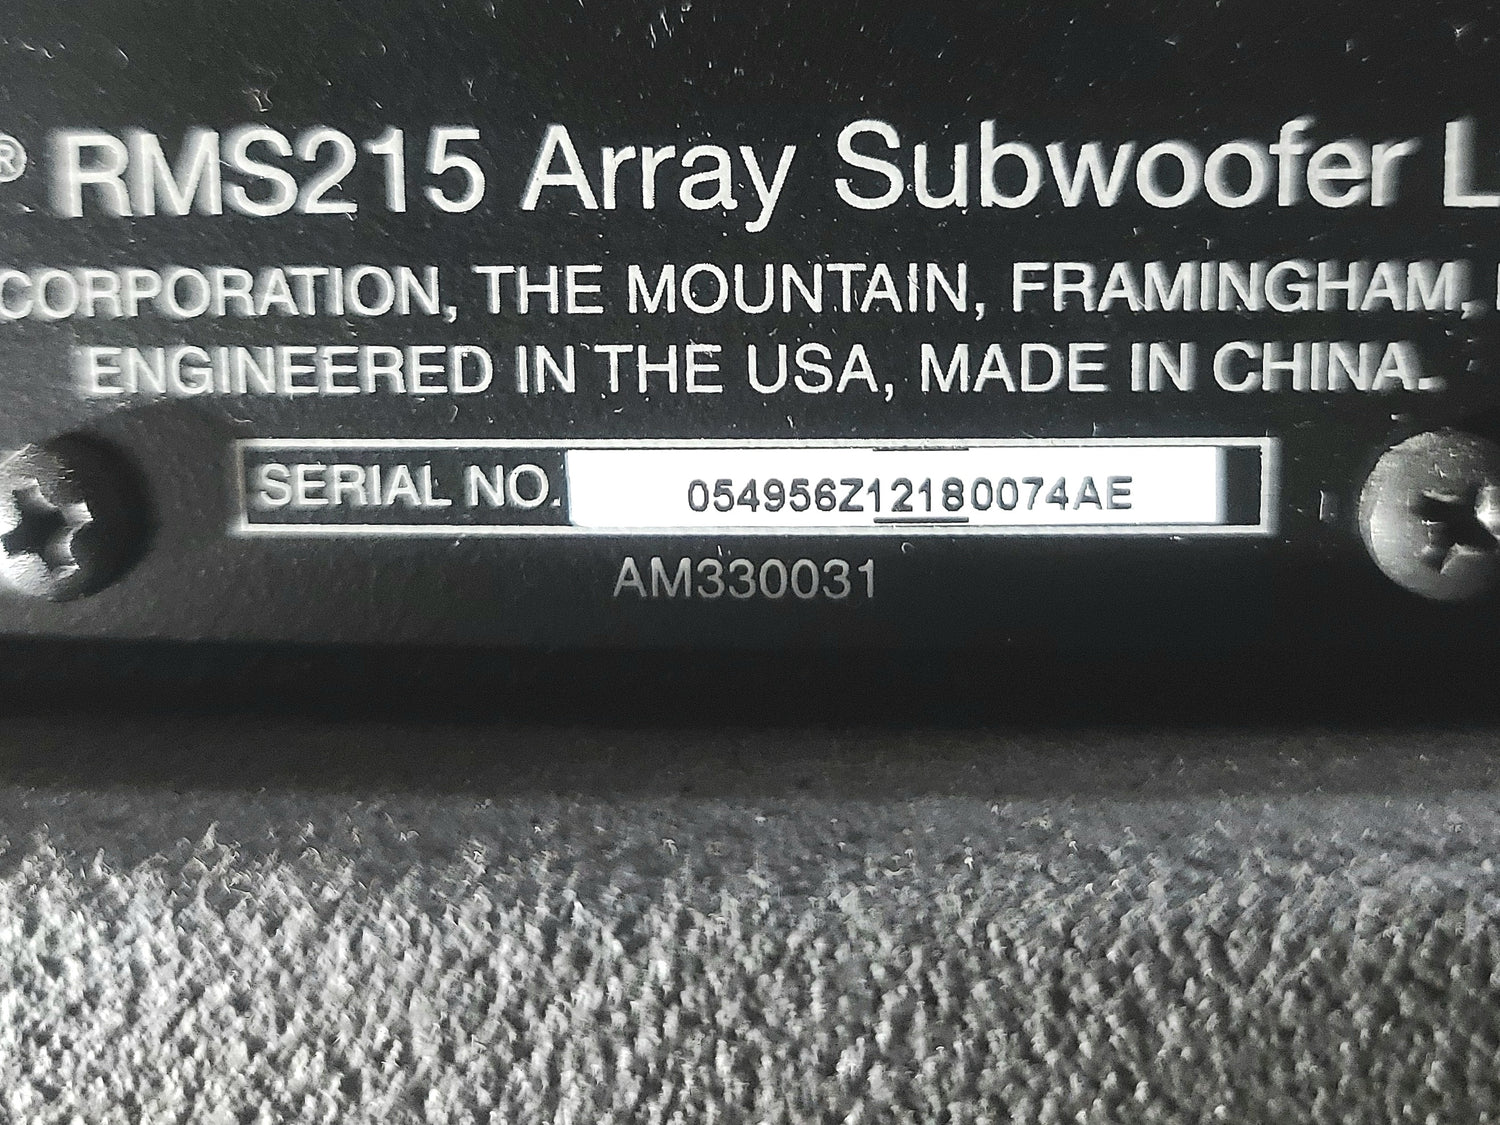 ® RMS215 Array Subwoofer L
CORPORATION, THE MOUNTAIN, FRAMINGHAM,
ENGINEERED IN THE USA, MADE IN CHINA.
SERIAL NO. 054956Z12180074AE
AM330031